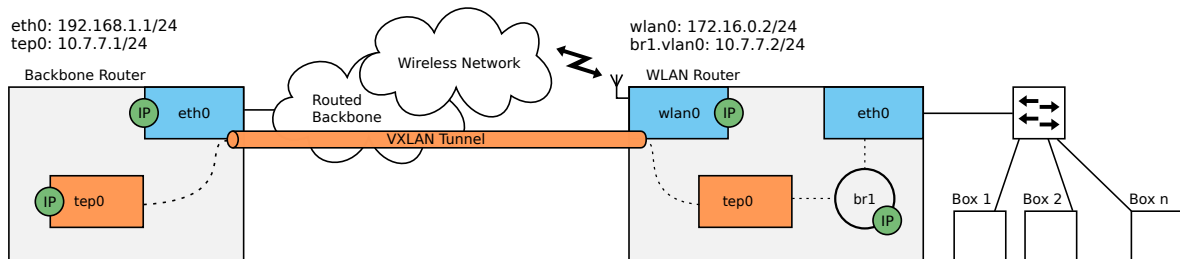 eth0: 192.168.1.1/24
tep0: 10.7.7.1/24
wlan0: 172.16.0.2/24
br1.vlan0: 10.7.7.2/24
Backbone Router
Wireless Network
WLAN Router
IP
eth0
Routed
Backbone
wlan0
IP
eth0
VXLAN Tunnel
IP
tep0
tep0
br1
IP
Box 1
Box 2
Box n